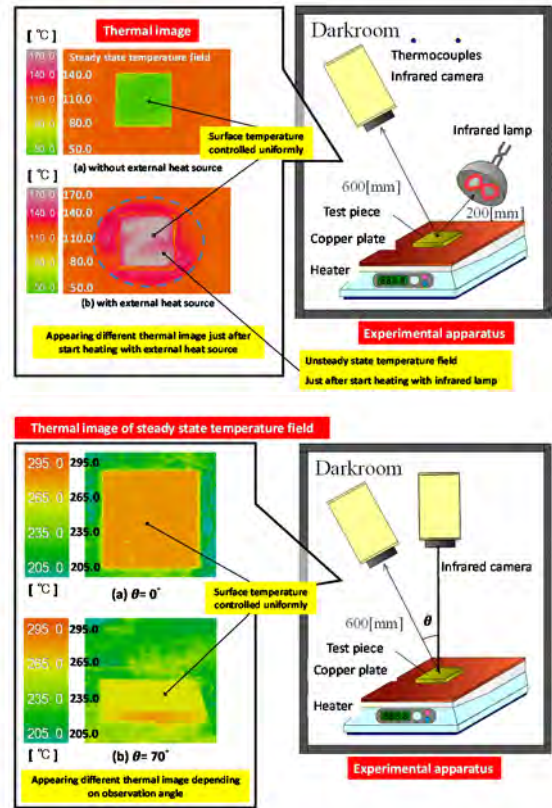 Thermal image
[ ℃]
Steady state temperature field
170.0
140.0
110.0
80.0
50.0
140.0
110.0
80.0
Surface temperature
controlled uniformly
(a) without external heat source
[ ℃]
170.0
140.0
110.0
80.0
50.0
170.0
140.0
110.0
80.0
50.0
(b) with external heat source
Appearing different thermal image just after
start heating with external heat source
Darkroom
Thermocouples
Infrared camera
Infrared lamp
600[mm]
200[mm]
Test piece
Copper plate
Heater
Experimental apparatus
Unsteady state temperature field
Just after start heating with infrared lamp
Thermal image of steady state temperature field
295.0
265.0
235.0
205.0
295.0
265.0
235.0
205.0
[ ℃]
(a) θ= 0°
Surface temperature
controlled uniformly
295.0
265.0
235.0
205.0
295.0
265.0
235.0
205.0
[ ℃]
(b) θ= 70°
Appearing different thermal image depending
on observation angle
Darkroom
Infrared camera
600[mm]
θ
Test piece
Copper plate
Heater
Experimental apparatus